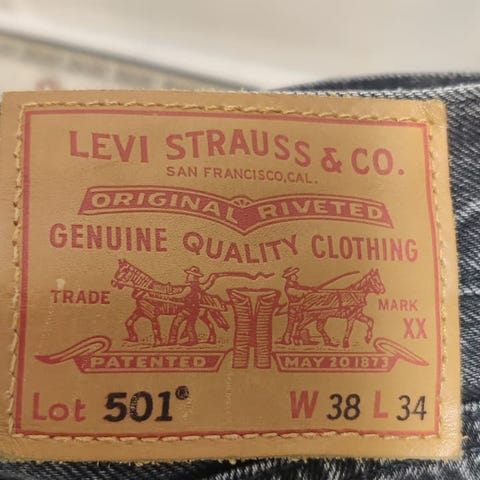 LEVI STRAUSS & CO.
SAN FRANCISCO, CAL.
ORIGINAL RIVETED
GENUINE QUALITY CLOTHING
TRADE MARK
XX
PATENTED MAY 20 1873
Lot 501® W 38 L 34